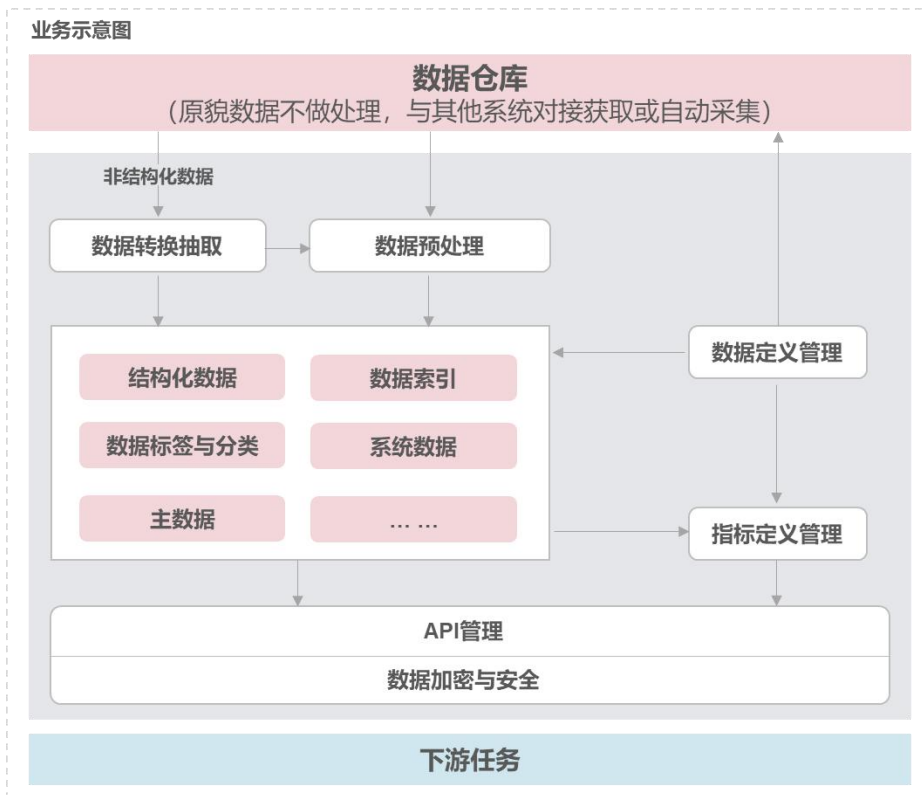 业务示意图
数据仓库
(原貌数据不做处理，与其他系统对接获取或自动采集)
非结构化数据
数据转换抽取
数据预处理
结构化数据
数据索引
数据定义管理
数据标签与分类
系统数据
主数据
... ...
指标定义管理
API管理
数据加密与安全
下游任务